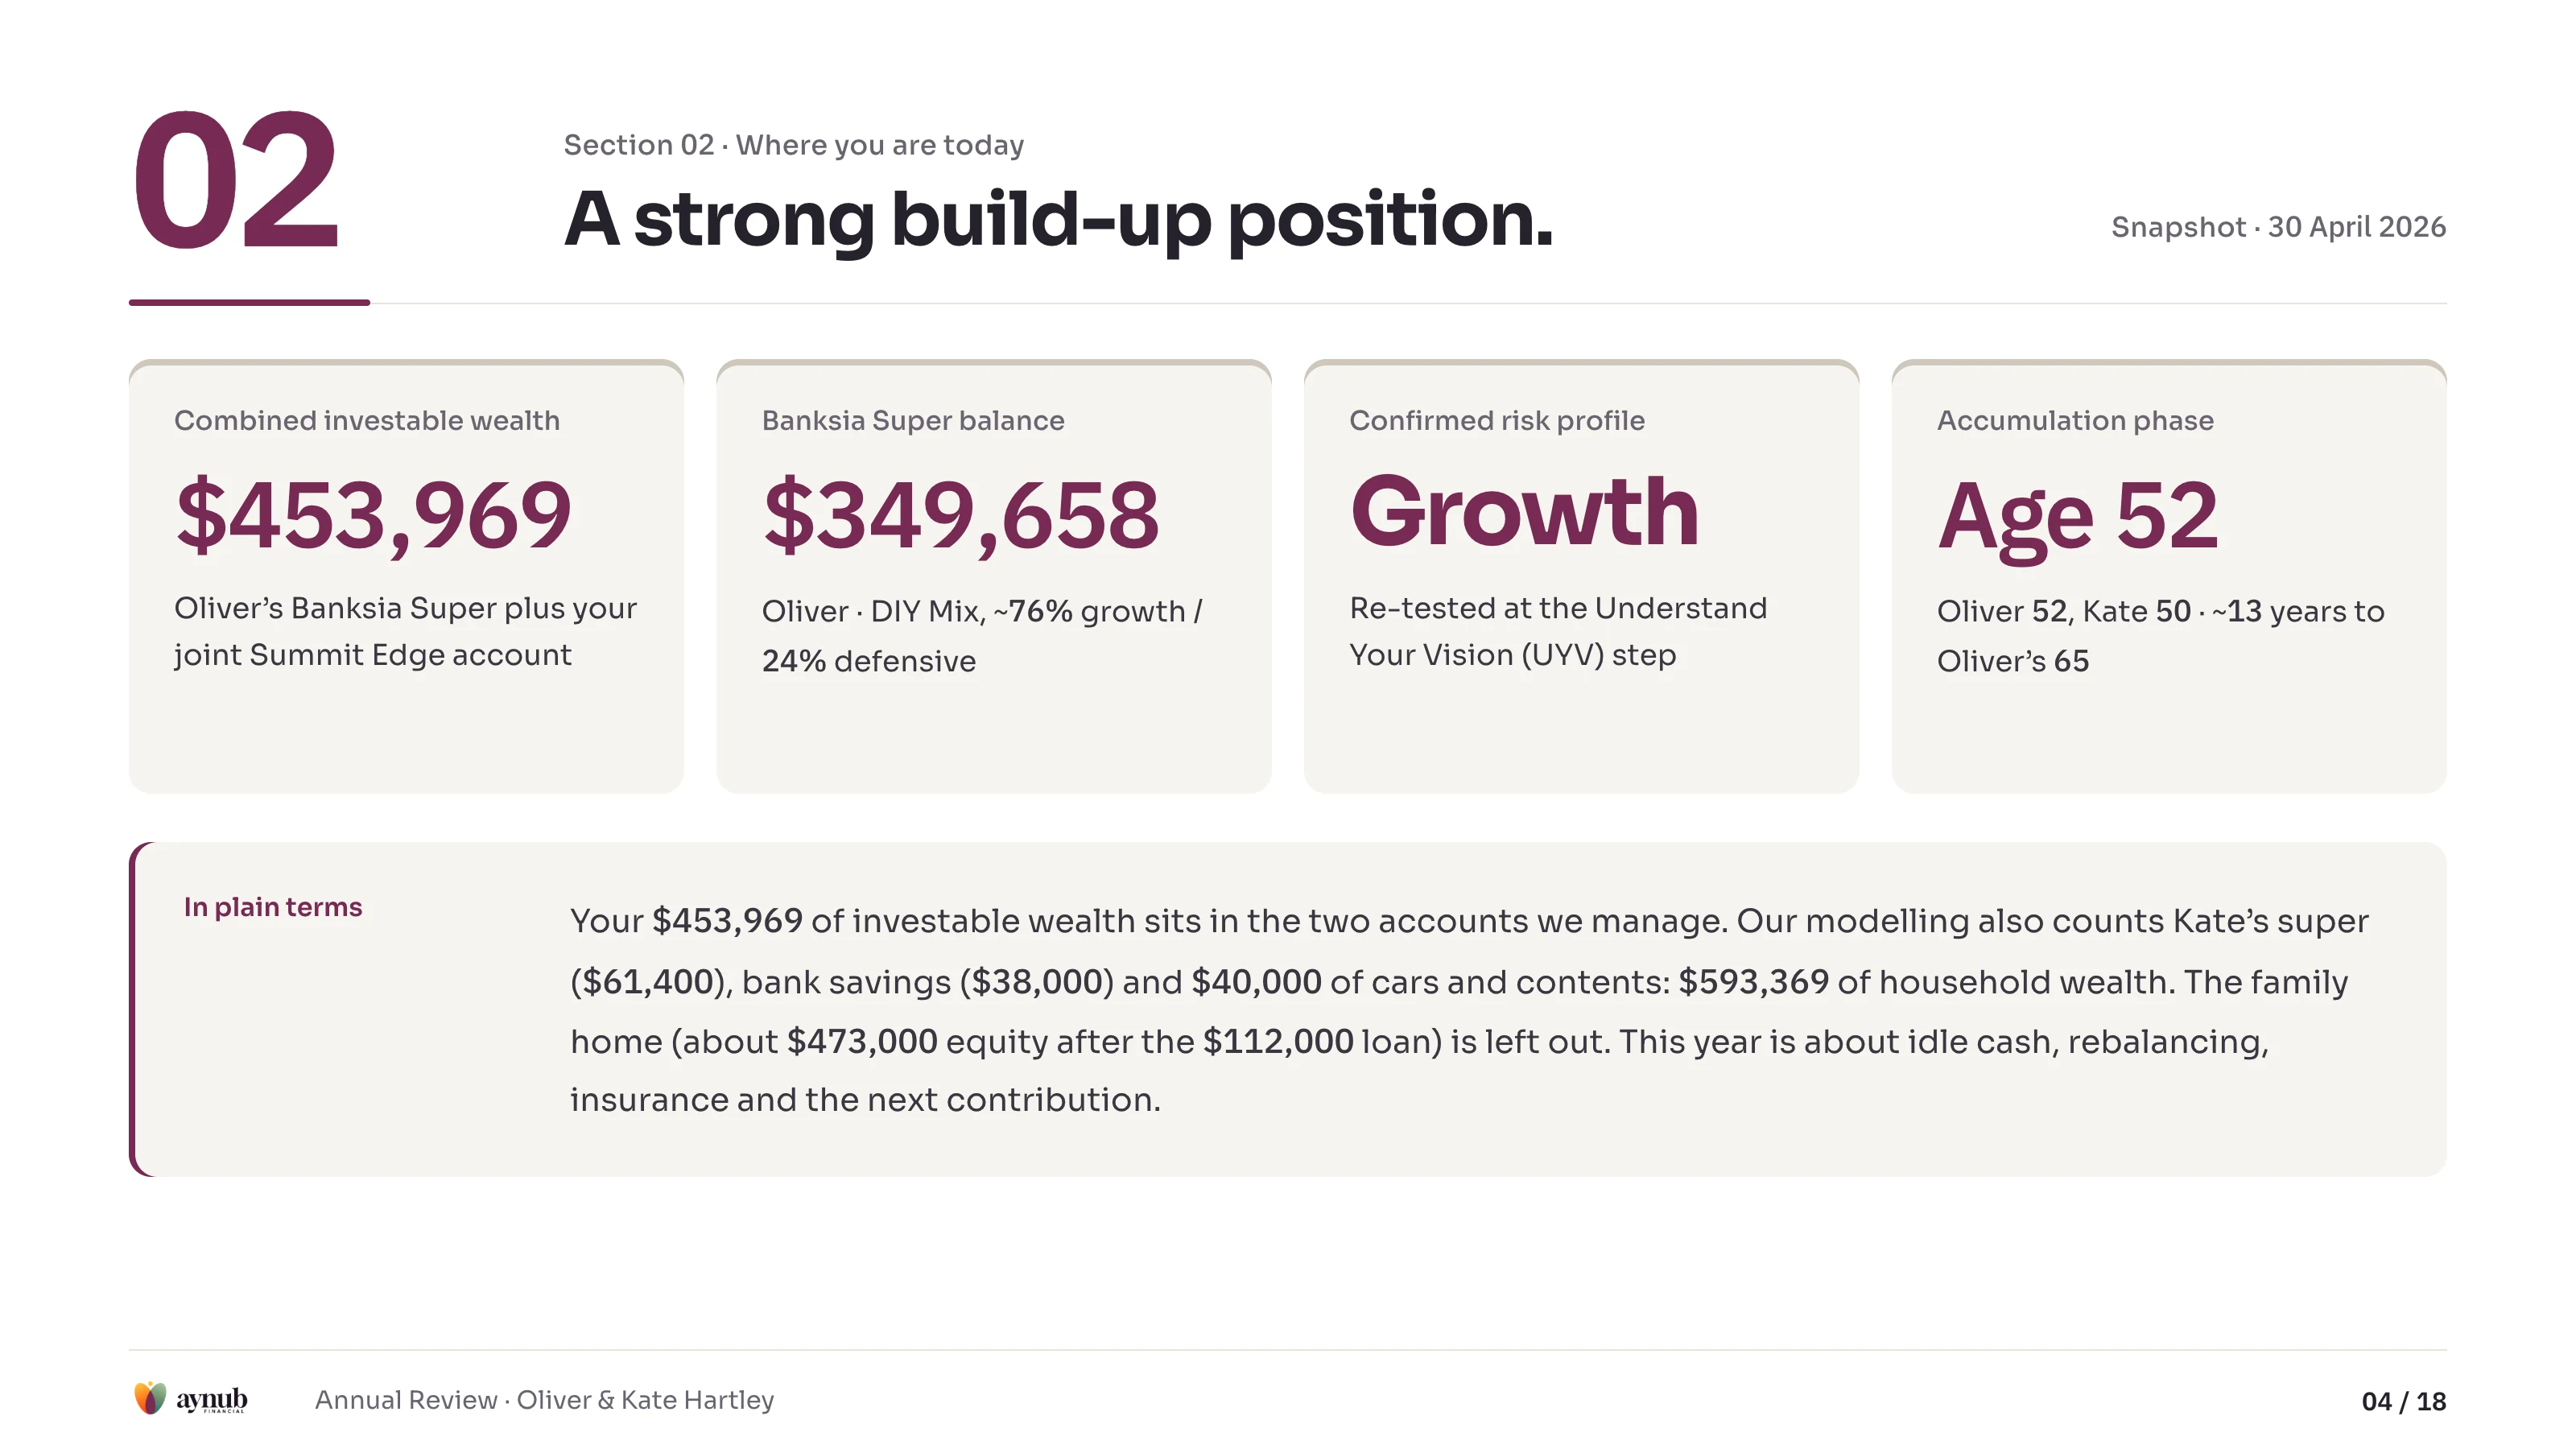 02
Section 02 · Where you are today
A strong build-up position.
Snapshot · 30 April 2026
Combined investable wealth
$453,969
Oliver’s Banksia Super plus your
joint Summit Edge account
Banksia Super balance
$349,658
Oliver · DIY Mix, ~76% growth /
24% defensive
Confirmed risk profile
Growth
Re-tested at the Understand
Your Vision (UYV) step
Accumulation phase
Age 52
Oliver 52, Kate 50 · ~13 years to
Oliver’s 65
In plain terms
Your $453,969 of investable wealth sits in the two accounts we manage. Our modelling also counts Kate’s super
($61,400), bank savings ($38,000) and $40,000 of cars and contents: $593,369 of household wealth. The family
home (about $473,000 equity after the $112,000 loan) is left out. This year is about idle cash, rebalancing,
insurance and the next contribution.
aynub
FINANCIAL
Annual Review · Oliver & Kate Hartley
04 / 18